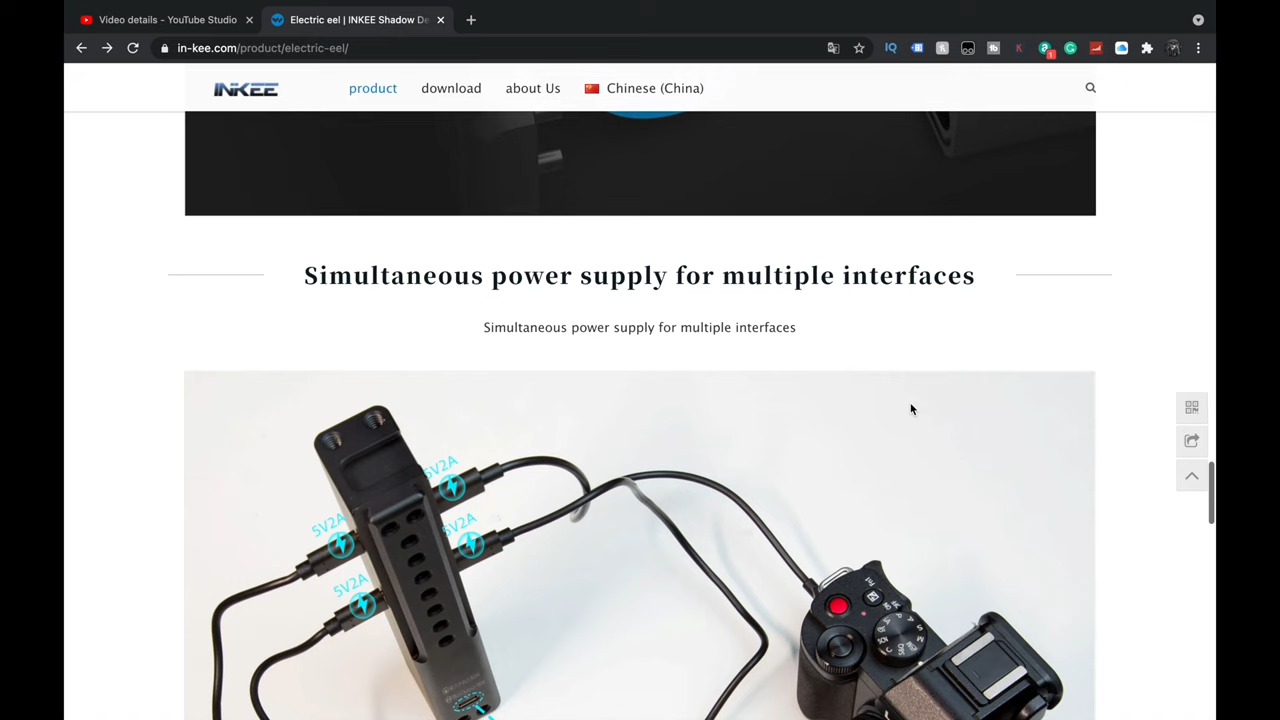 Video details - YouTube Studio
Electric eel | INKEE Shadow De
in-kee.com/product/electric-eel/
INKEE
product
download
about Us
Chinese (China)
Simultaneous power supply for multiple interfaces
Simultaneous power supply for multiple interfaces
5V2A
5V2A
5V2A
5V2A